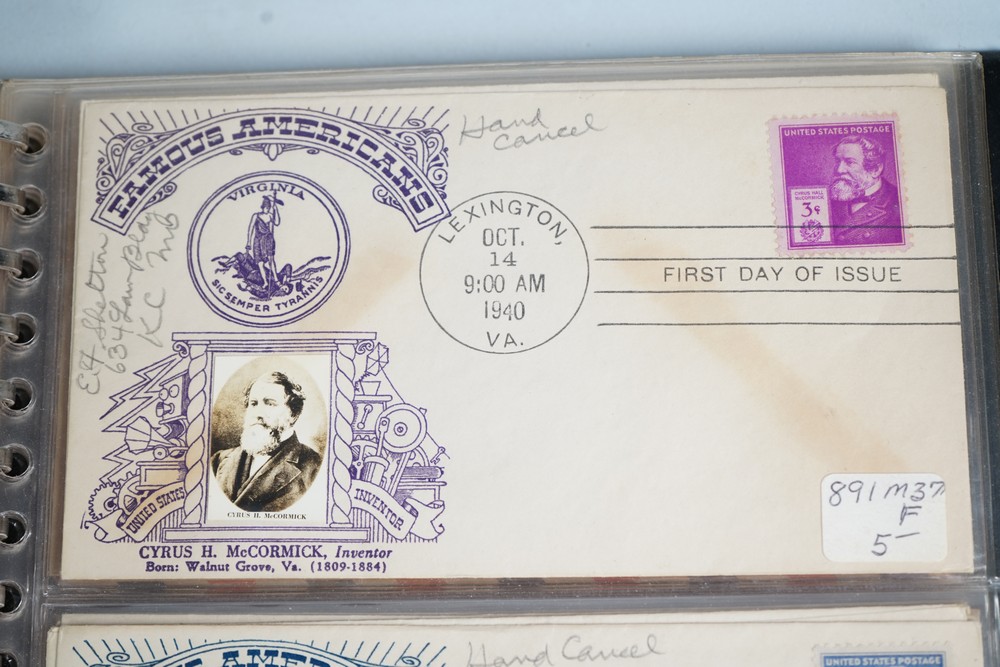 FAMOUS AMERICANS
VIRGINIA
SIC SEMPER TYRANNIS
Hand
Cancel
LEXINGTON,
OCT.
14
9:00 AM
1940
VA.
FIRST DAY OF ISSUE
UNITED STATES POSTAGE
CYRUS HALL
McCORMICK
3¢
Shelton
634
KC Mo
CYRUS H. McCORMICK
UNITED STATES
INVENTOR
CYRUS H. McCORMICK, Inventor
Born: Walnut Grove, Va. (1809-1884)
891 M37
F
5—
Hand Cancel
UNITED STATES POSTAGE